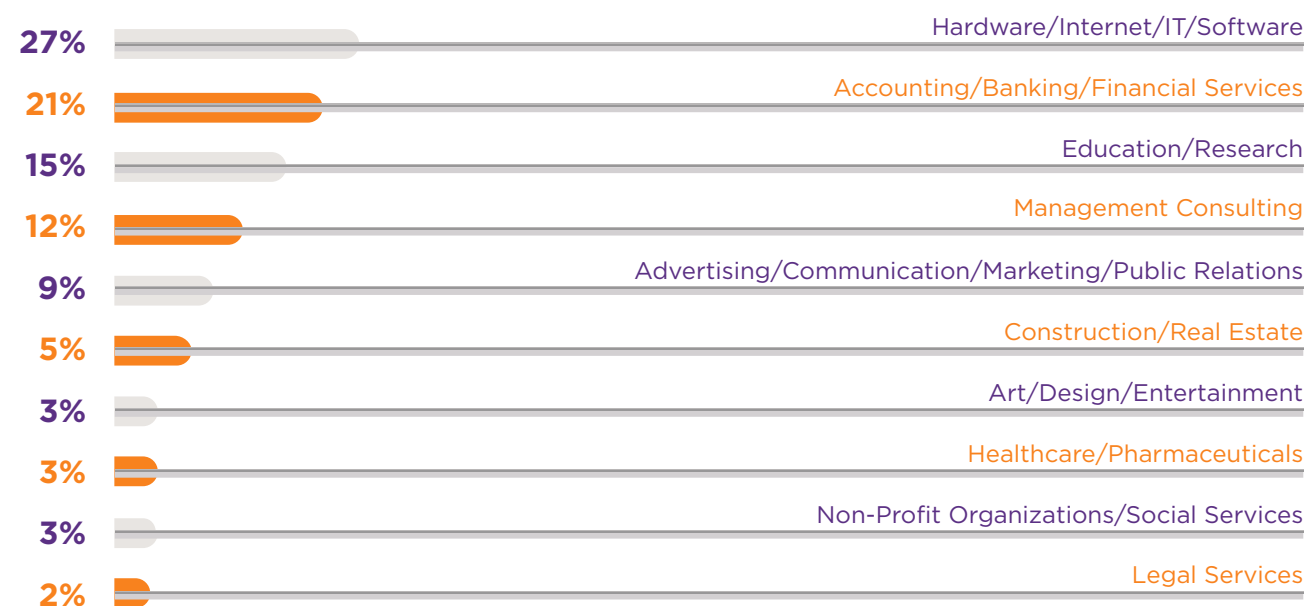 27% Hardware/Internet/IT/Software
21% Accounting/Banking/Financial Services
15% Education/Research
12% Management Consulting
9% Advertising/Communication/Marketing/Public Relations
5% Construction/Real Estate
3% Art/Design/Entertainment
3% Healthcare/Pharmaceuticals
3% Non-Profit Organizations/Social Services
2% Legal Services